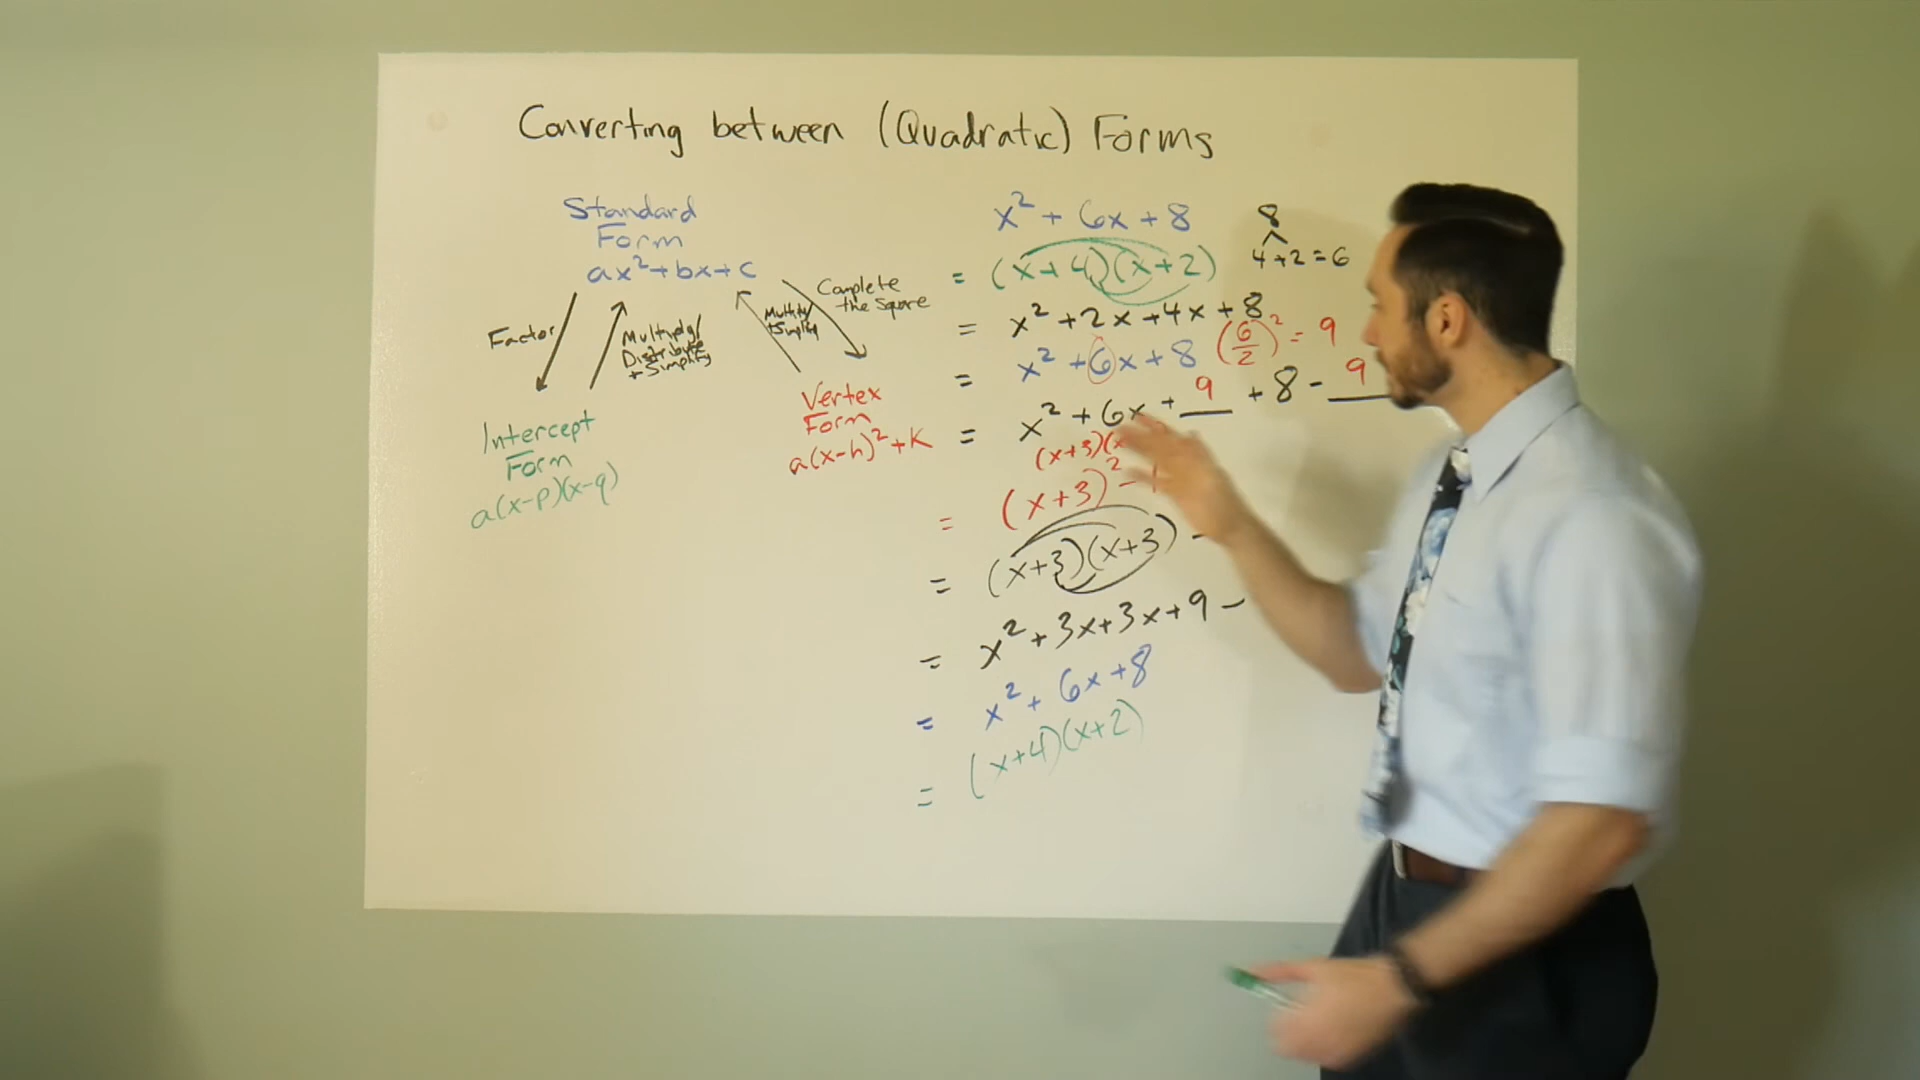 Converting between (Quadratic) Forms
Standard
Form
ax²+bx+c
Factor
Multiply/
Distribute
+ Simplify
Multiply/
+Simplify
Complete
the Square
Intercept
Form
a(x-p)(x-q)
Vertex
Form
a(x-h)²+k
x² + 6x + 8
8
4+2=6
= (x+4)(x+2)
= x² +2x+4x+8
= x² +6x+8 (6/2)² = 9
= x² + 6x + 9 + 8 - 9
(x+3)(x
= (x+3)² - 1
= (x+3)(x+3) -
= x² + 3x+3x+9 -
= x² + 6x+8
= (x+4)(x+2)